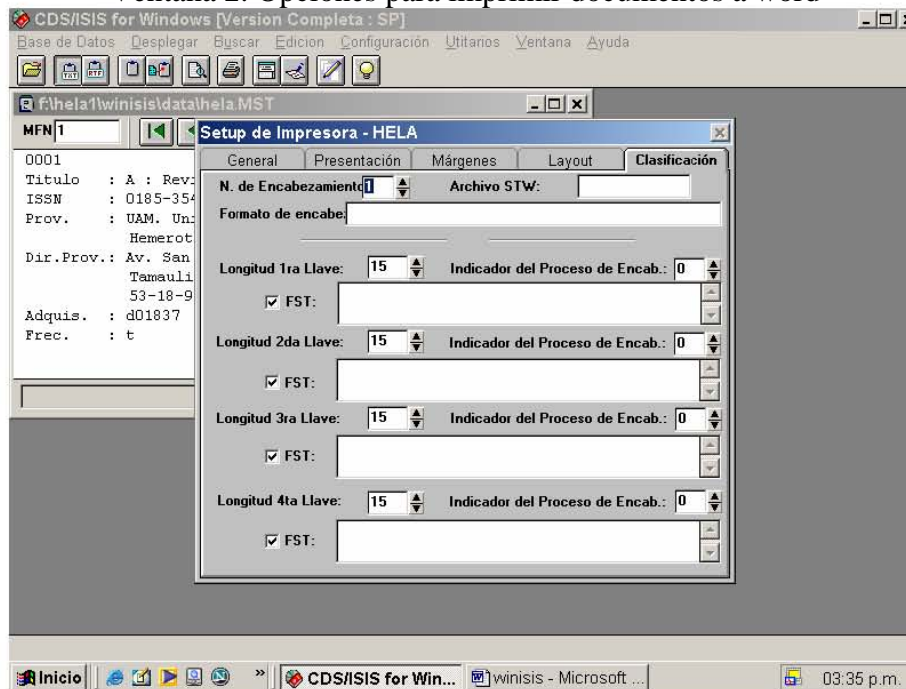 Ventana 2. Opciones para imprimir documentos a word
CDS/ISIS for Windows [Version Completa : SP]
Base de Datos Desplegar Buscar Edicion Configuración Utitarios Ventana Ayuda
TXT RTF
f:\hela1\winisis\data\hela.MST
MFN 1
0001
Titulo : A : Revi
ISSN : 0185-354
Prov. : UAM. Un
Hemerot
Dir.Prov.: Av. San
Tamauli
53-18-9
Adquis. : d01837
Frec. : t
Setup de Impresora - HELA
General Presentación Márgenes Layout Clasificación
N. de Encabezamiento 1 Archivo STW:
Formato de encabe:
Longitud 1ra Llave: 15 Indicador del Proceso de Encab.: 0
FST:
Longitud 2da Llave: 15 Indicador del Proceso de Encab.: 0
FST:
Longitud 3ra Llave: 15 Indicador del Proceso de Encab.: 0
FST:
Longitud 4ta Llave: 15 Indicador del Proceso de Encab.: 0
FST:
Inicio » CDS/ISIS for Win... winisis - Microsoft ... 03:35 p.m.